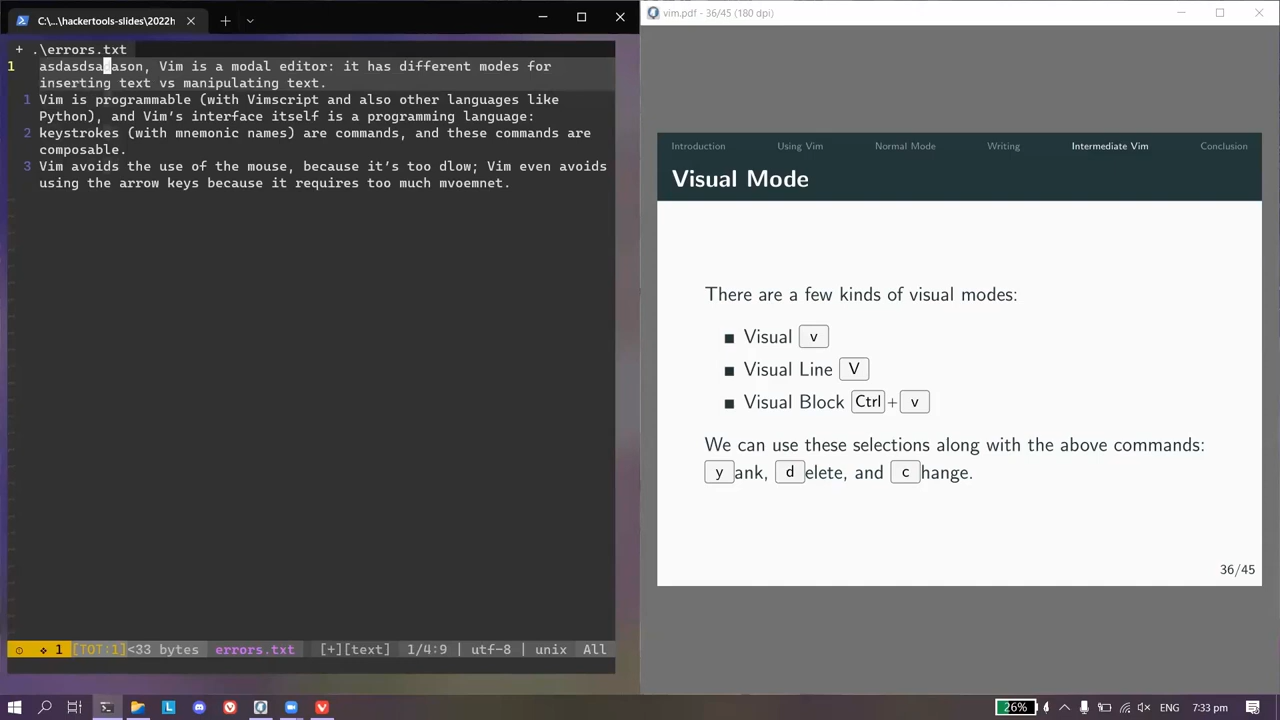 C:\...\hackertools-slides\2022h
+ .\errors.txt
1 asdasdsadason, Vim is a modal editor: it has different modes for
inserting text vs manipulating text.
1 Vim is programmable (with Vimscript and also other languages like
Python), and Vim's interface itself is a programming language:
2 keystrokes (with mnemonic names) are commands, and these commands are
composable.
3 Vim avoids the use of the mouse, because it's too dlow; Vim even avoids
using the arrow keys because it requires too much mvoemnet.
1 [TOT:1]<33 bytes errors.txt [+][text] 1/4:9 | utf-8 | unix All
vim.pdf - 36/45 (180 dpi)
Introduction Using Vim Normal Mode Writing Intermediate Vim Conclusion
Visual Mode
There are a few kinds of visual modes:
Visual v
Visual Line V
Visual Block Ctrl + v
We can use these selections along with the above commands:
yank, delete, and change.
36/45
26% ENG 7:33 pm